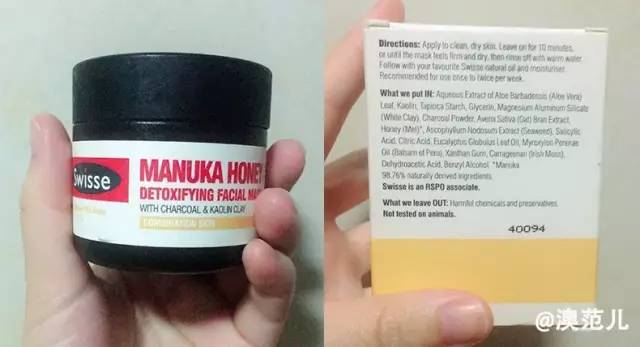 Swisse
MANUKA HONEY
DETOXIFYING FACIAL
WITH CHARCOAL & KAOLIN CLAY
COMBINATION SKIN
Directions: Apply to clean, dry skin. Leave on for 10 minutes,
or until the mask feels firm and dry, then rinse off with warm water.
Follow with your favourite Swisse natural oil and moisturiser.
Recommended for use once to twice per week.
What we put IN: Aqueous Extract of Aloe Barbadensis (Aloe Vera)
Leaf, Kaolin, Tapioca Starch, Glycerin, Magnesium Aluminum Silicate
(White Clay), Charcoal Powder, Avena Sativa (Oat) Bran Extract,
Honey (Mel)*, Ascophyllum Nodosum Extract (Seaweed), Salicylic
Acid, Citric Acid, Eucalyptus Globulus Leaf Oil, Myroxylon Pereirae
Oil (Balsam of Peru), Xanthan Gum, Carrageenan (Irish Moss),
Dehydroacetic Acid, Benzyl Alcohol. *Manuka
98.76% naturally derived ingredients.
Swisse is an RSPO associate.
What we leave OUT: Harmful chemicals and preservatives.
Not tested on animals.
40094
@澳范儿